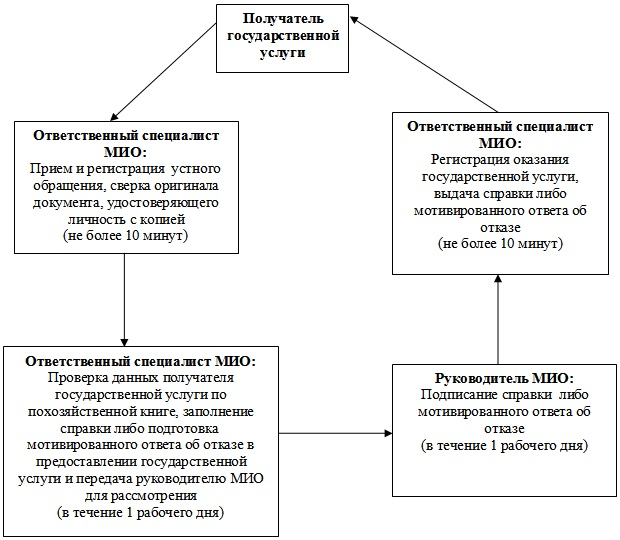 Получатель
государственной
услуги
Ответственный специалист
МИО:
Прием и регистрация устного
обращения, сверка оригинала
документа, удостоверяющего
личность с копией
(не более 10 минут)
Ответственный специалист МИО:
Проверка данных получателя
государственной услуги по
похозяйственной книге, заполнение
справки либо подготовка
мотивированного ответа об отказе в
предоставлении государственной
услуги и передача руководителю МИО
для рассмотрения
(в течение 1 рабочего дня)
Руководитель МИО:
Подписание справки либо
мотивированного ответа об
отказе
(в течение 1 рабочего дня)
Ответственный специалист
МИО:
Регистрация оказания
государственной услуги,
выдача справки либо
мотивированного ответа об
отказе
(не более 10 минут)